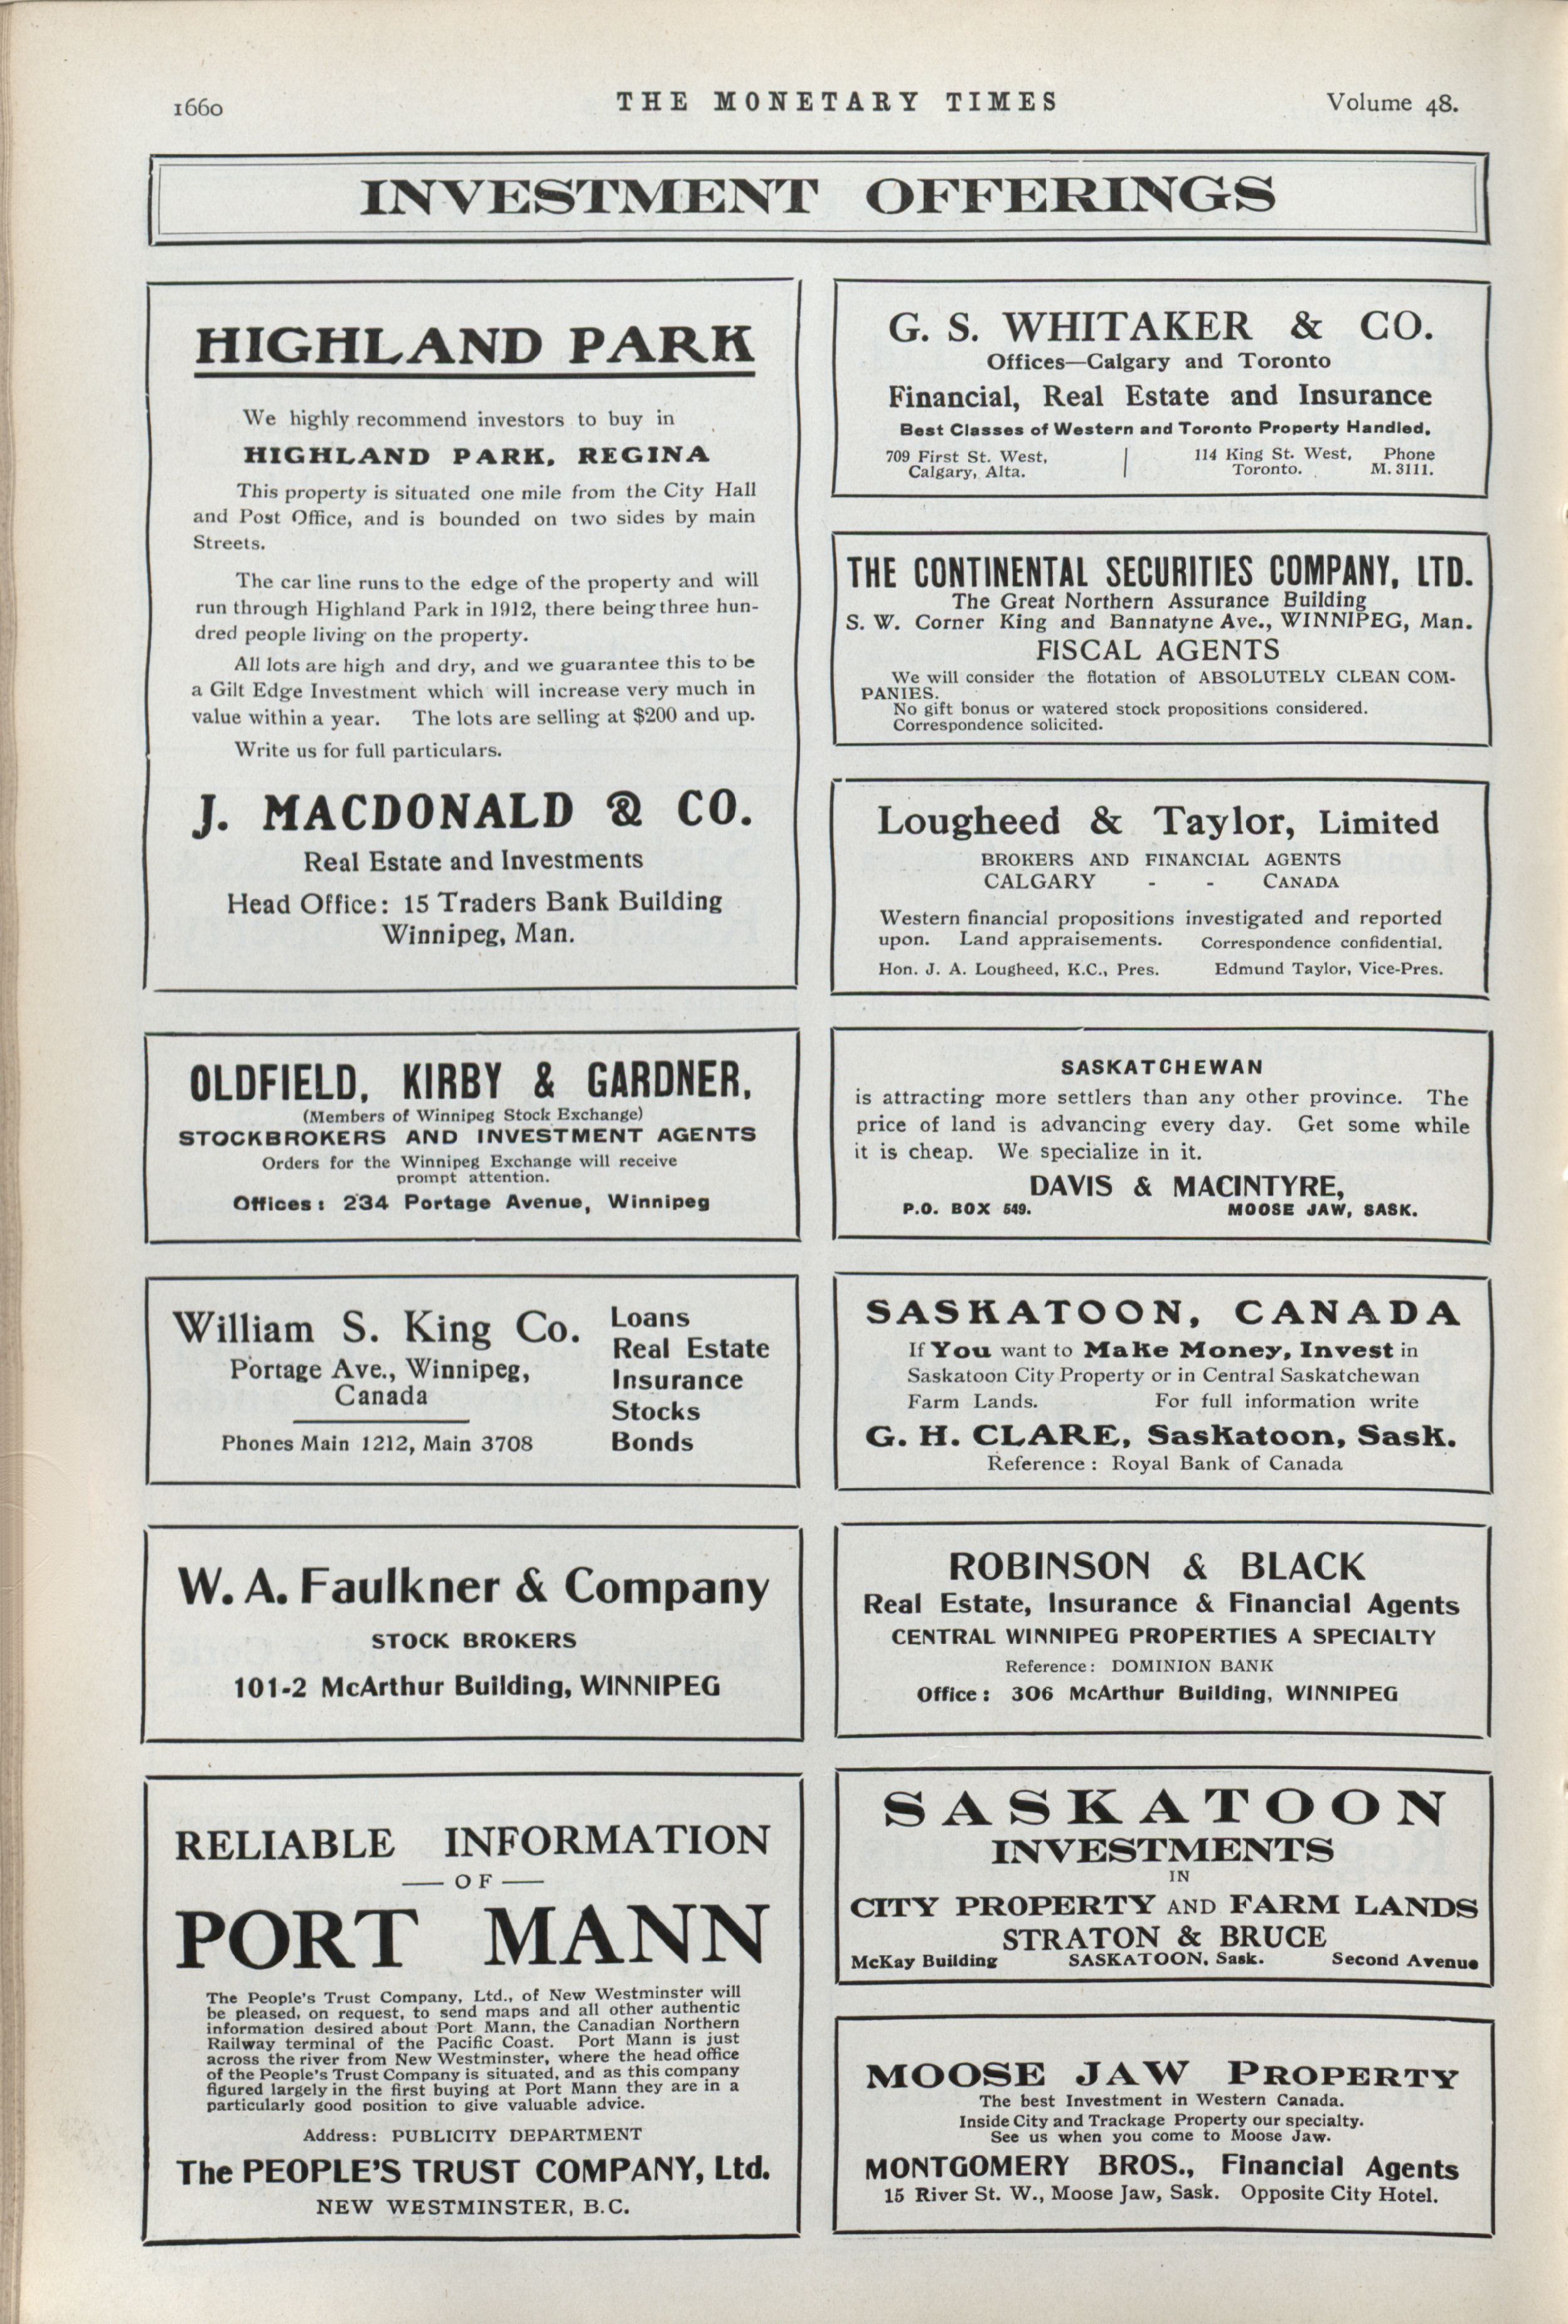 1660
THE MONETARY TIMES
Volume 48.
INVESTMENT OFFERINGS
HIGHLAND PARK
We highly recommend investors to buy in
HIGHLAND PARK, REGINA
This property is situated one mile from the City Hall
and Post Office, and is bounded on two sides by main
Streets.
The car line runs to the edge of the property and will
run through Highland Park in 1912, there being three hun-
dred people living on the property.
All lots are high and dry, and we guarantee this to be
a Gilt Edge Investment which will increase very much in
value within a year. The lots are selling at $200 and up.
Write us for full particulars.
J. MACDONALD & CO.
Real Estate and Investments
Head Office: 15 Traders Bank Building
Winnipeg, Man.
OLDFIELD, KIRBY & GARDNER,
(Members of Winnipeg Stock Exchange)
STOCKBROKERS AND INVESTMENT AGENTS
Orders for the Winnipeg Exchange will receive
prompt attention.
Offices: 234 Portage Avenue, Winnipeg
William S. King Co.
Portage Ave., Winnipeg,
Canada
Phones Main 1212, Main 3708
Loans
Real Estate
Insurance
Stocks
Bonds
W. A. Faulkner & Company
STOCK BROKERS
101-2 McArthur Building, WINNIPEG
RELIABLE INFORMATION
— OF —
PORT MANN
The People's Trust Company, Ltd., of New Westminster will
be pleased, on request, to send maps and all other authentic
information desired about Port Mann, the Canadian Northern
Railway terminal of the Pacific Coast. Port Mann is just
across the river from New Westminster, where the head office
of the People's Trust Company is situated, and as this company
figured largely in the first buying at Port Mann they are in a
particularly good position to give valuable advice.
Address: PUBLICITY DEPARTMENT
The PEOPLE'S TRUST COMPANY, Ltd.
NEW WESTMINSTER, B.C.
G. S. WHITAKER & CO.
Offices—Calgary and Toronto
Financial, Real Estate and Insurance
Best Classes of Western and Toronto Property Handled.
709 First St. West, 114 King St. West, Phone
Calgary, Alta. Toronto. M. 3111.
THE CONTINENTAL SECURITIES COMPANY, LTD.
The Great Northern Assurance Building
S. W. Corner King and Bannatyne Ave., WINNIPEG, Man.
FISCAL AGENTS
We will consider the flotation of ABSOLUTELY CLEAN COM-
PANIES.
No gift bonus or watered stock propositions considered.
Correspondence solicited.
Lougheed & Taylor, Limited
BROKERS AND FINANCIAL AGENTS
CALGARY - - CANADA
Western financial propositions investigated and reported
upon. Land appraisements. Correspondence confidential.
Hon. J. A. Lougheed, K.C., Pres. Edmund Taylor, Vice-Pres.
SASKATCHEWAN
is attracting more settlers than any other province. The
price of land is advancing every day. Get some while
it is cheap. We specialize in it.
DAVIS & MACINTYRE,
P.O. BOX 549. MOOSE JAW, SASK.
SASKATOON, CANADA
If You want to Make Money, Invest in
Saskatoon City Property or in Central Saskatchewan
Farm Lands. For full information write
G. H. CLARE, Saskatoon, Sask.
Reference: Royal Bank of Canada
ROBINSON & BLACK
Real Estate, Insurance & Financial Agents
CENTRAL WINNIPEG PROPERTIES A SPECIALTY
Reference: DOMINION BANK
Office: 306 McArthur Building, WINNIPEG
SASKATOON
INVESTMENTS
IN
CITY PROPERTY AND FARM LANDS
STRATON & BRUCE
McKay Building SASKATOON, Sask. Second Avenue
MOOSE JAW PROPERTY
The best Investment in Western Canada.
Inside City and Trackage Property our specialty.
See us when you come to Moose Jaw.
MONTGOMERY BROS., Financial Agents
15 River St. W., Moose Jaw, Sask. Opposite City Hotel.